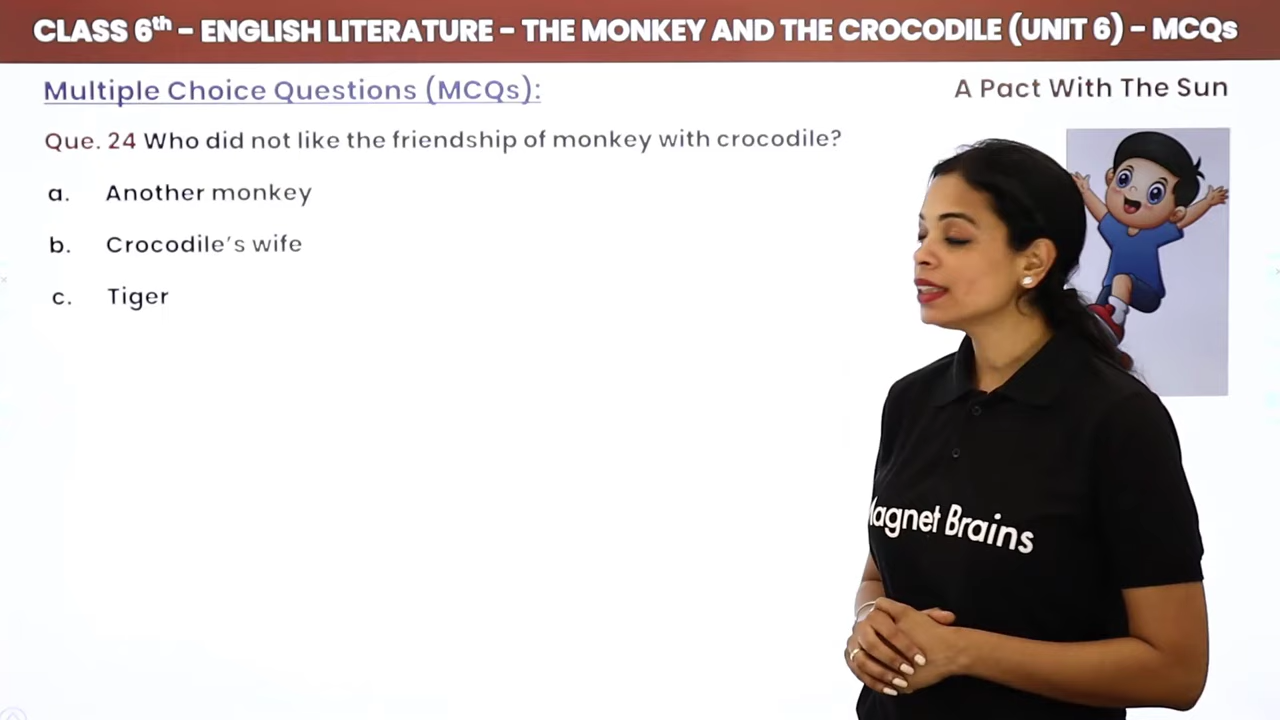 CLASS 6th – ENGLISH LITERATURE – THE MONKEY AND THE CROCODILE (UNIT 6) – MCQs
Multiple Choice Questions (MCQs):
A Pact With The Sun
Que. 24 Who did not like the friendship of monkey with crocodile?
a. Another monkey
b. Crocodile's wife
c. Tiger
Magnet Brains